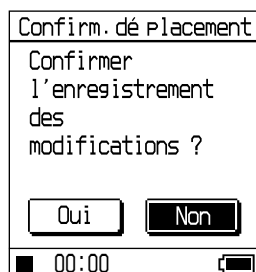 Confirm.dé placement
Confirmer
l'enregistrement
des
modifications ?
Oui Non
00:00